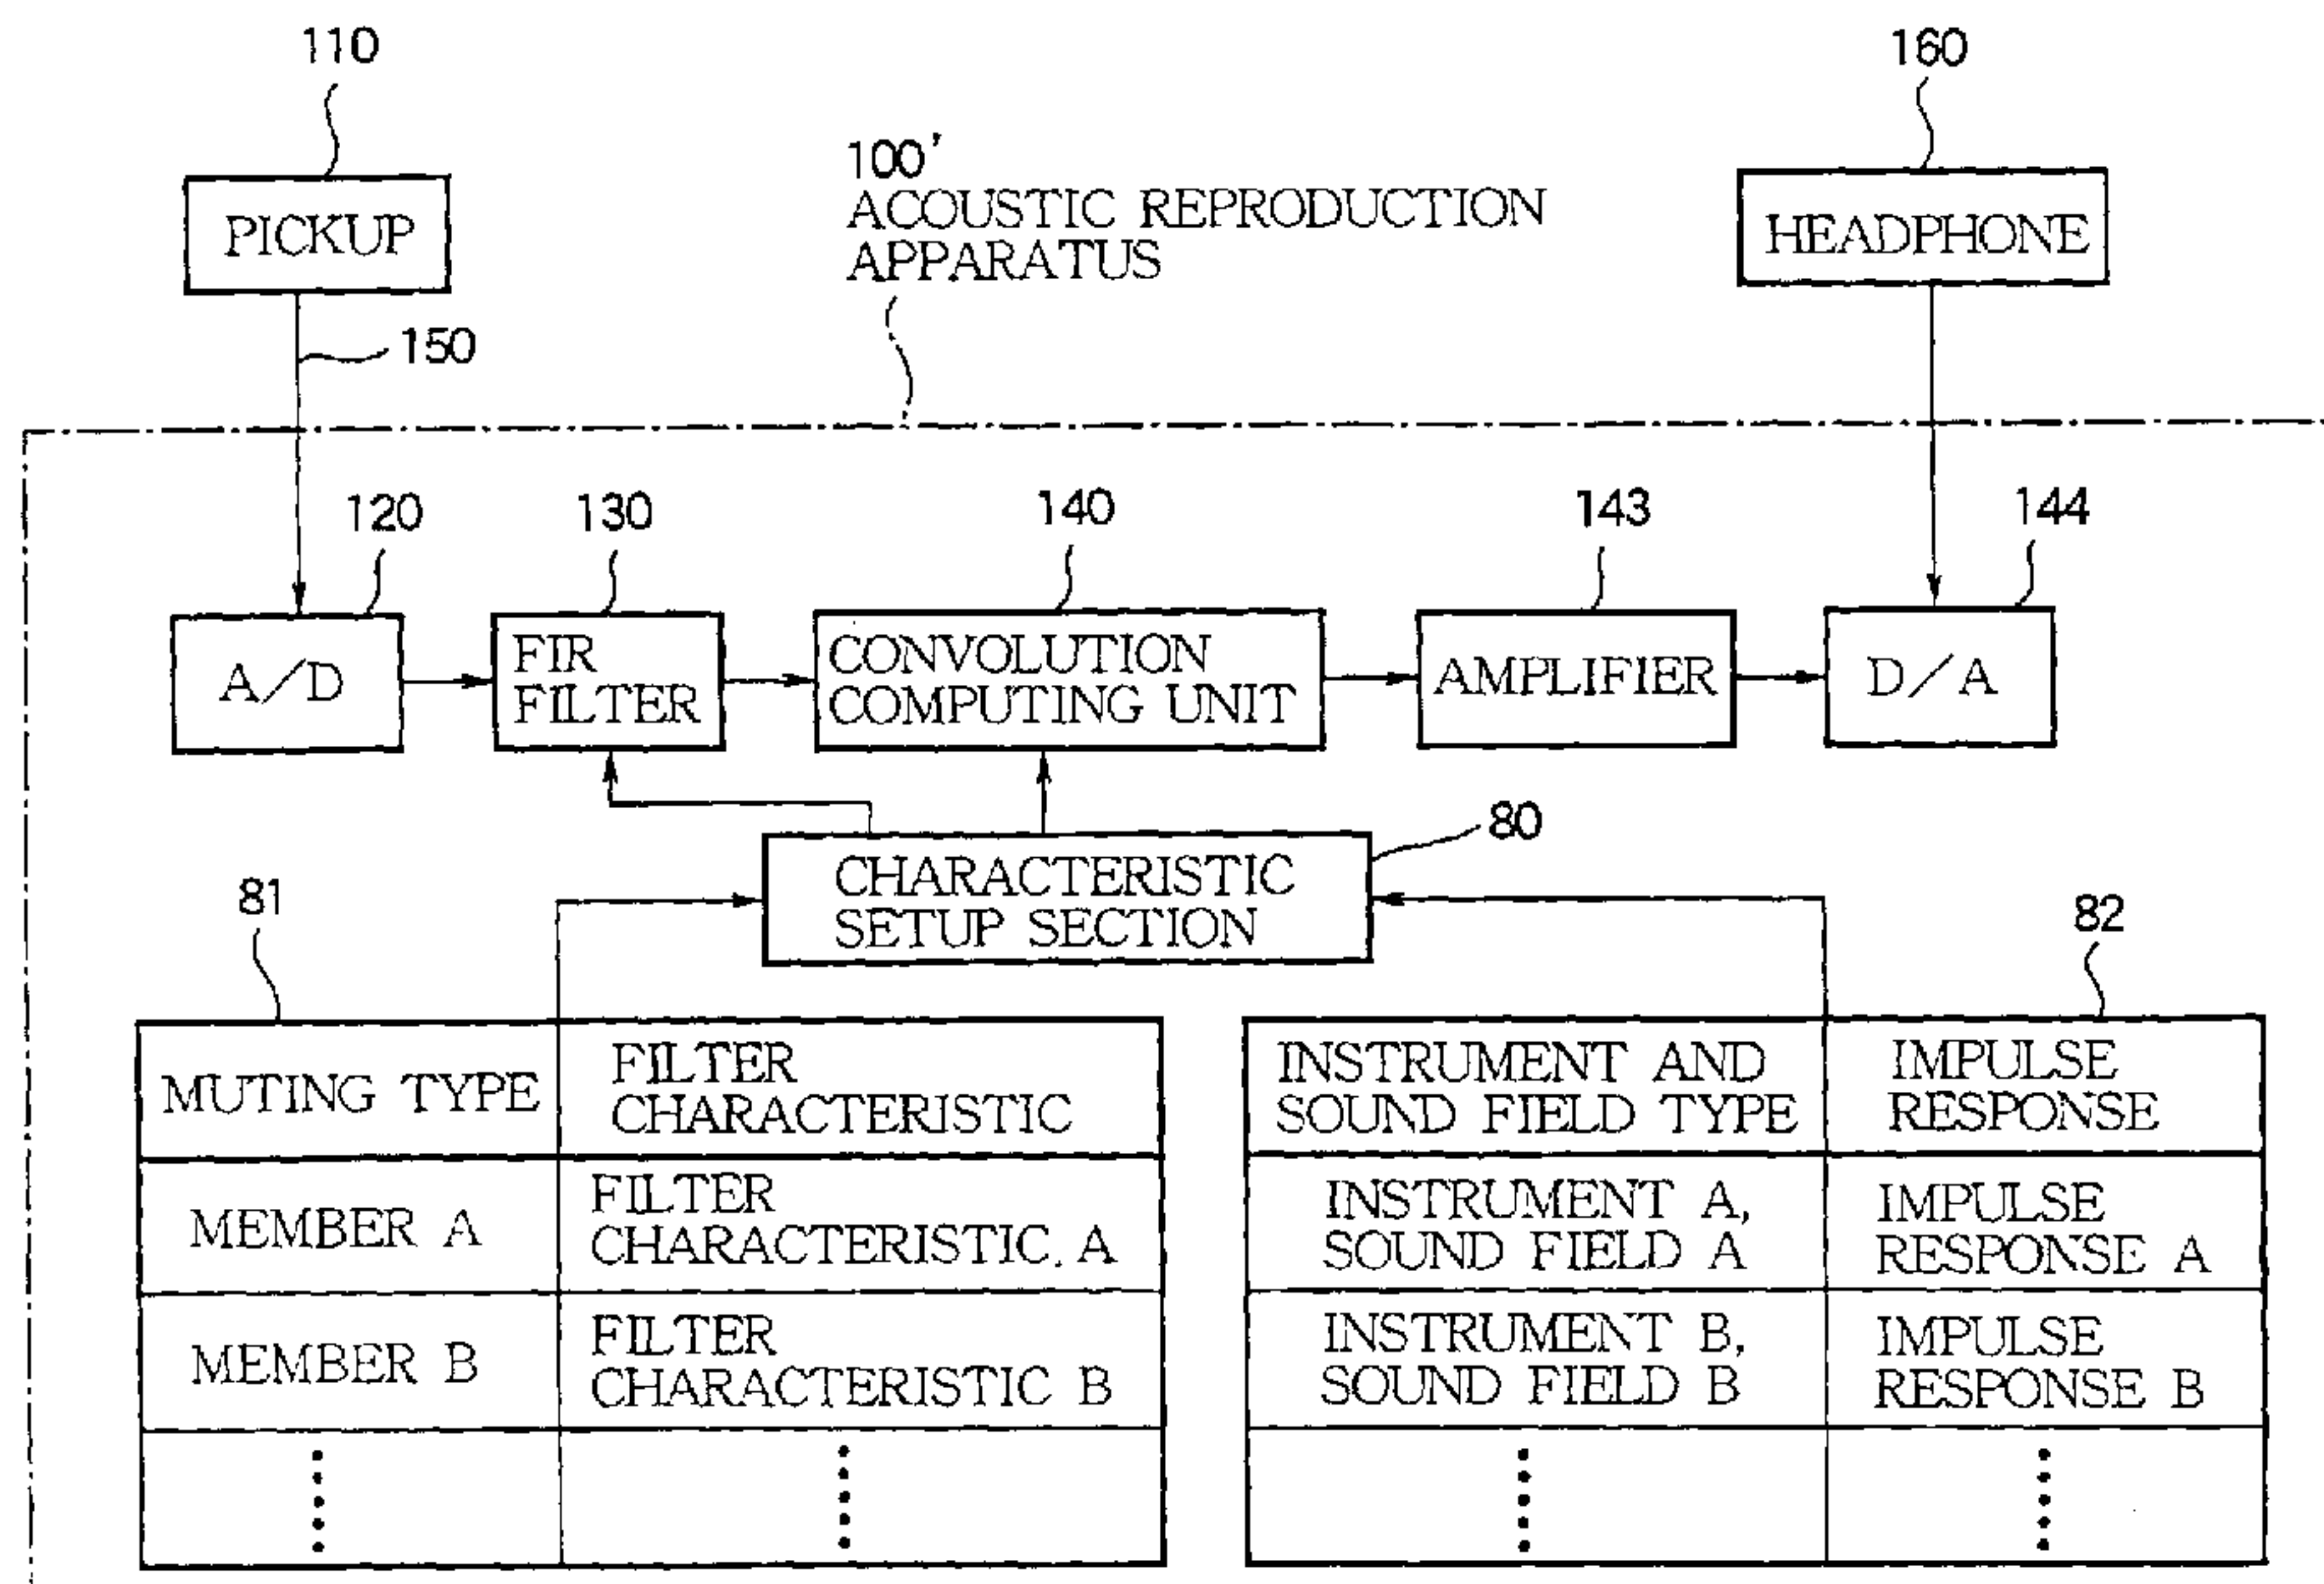 110
160
100'
ACOUSTIC REPRODUCTION
APPARATUS
PICKUP
HEADPHONE
150
120
130
140
143
144
A/D
FIR
FILTER
CONVOLUTION
COMPUTING UNIT
AMPLIFIER
D/A
80
CHARACTERISTIC
SETUP SECTION
81
82
MUTING TYPE
FILTER
CHARACTERISTIC
MEMBER A
FILTER
CHARACTERISTIC. A
MEMBER B
FILTER
CHARACTERISTIC B
INSTRUMENT AND
SOUND FIELD TYPE
IMPULSE
RESPONSE
INSTRUMENT A,
SOUND FIELD A
IMPULSE
RESPONSE A
INSTRUMENT B,
SOUND FIELD B
IMPULSE
RESPONSE B